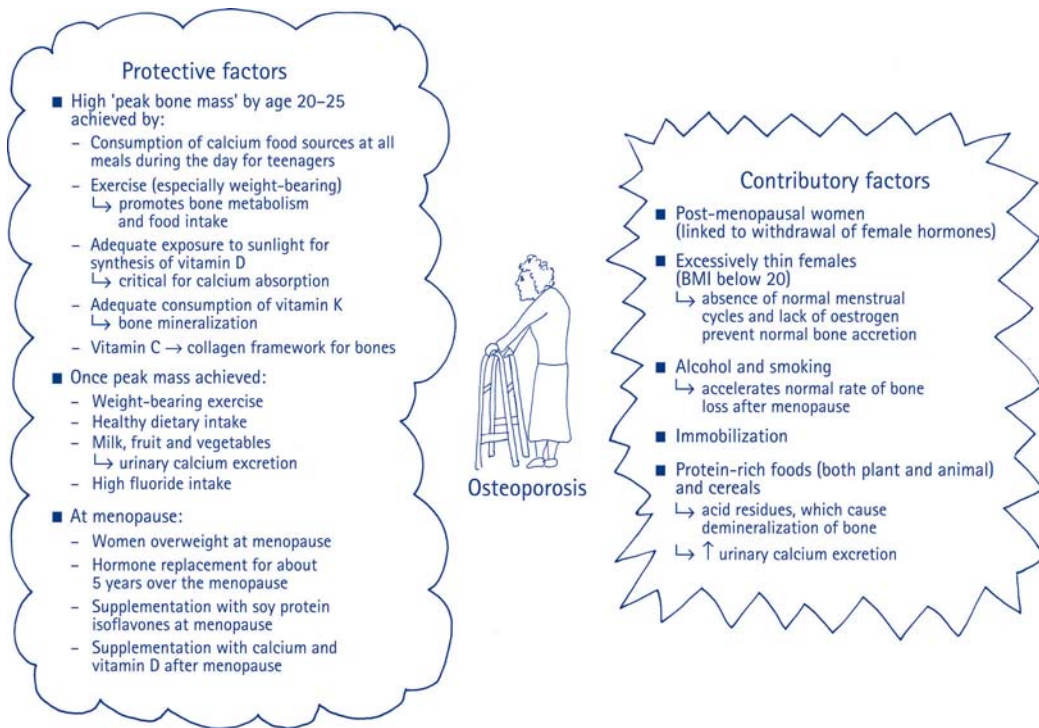 Protective factors
■ High 'peak bone mass' by age 20–25
achieved by:
– Consumption of calcium food sources at all
meals during the day for teenagers
– Exercise (especially weight-bearing)
↳ promotes bone metabolism
and food intake
– Adequate exposure to sunlight for
synthesis of vitamin D
↳ critical for calcium absorption
– Adequate consumption of vitamin K
↳ bone mineralization
– Vitamin C → collagen framework for bones
■ Once peak mass achieved:
– Weight-bearing exercise
– Healthy dietary intake
– Milk, fruit and vegetables
↳ urinary calcium excretion
– High fluoride intake
■ At menopause:
– Women overweight at menopause
– Hormone replacement for about
5 years over the menopause
– Supplementation with soy protein
isoflavones at menopause
– Supplementation with calcium and
vitamin D after menopause
Osteoporosis
Contributory factors
■ Post-menopausal women
(linked to withdrawal of female hormones)
■ Excessively thin females
(BMI below 20)
↳ absence of normal menstrual
cycles and lack of oestrogen
prevent normal bone accretion
■ Alcohol and smoking
↳ accelerates normal rate of bone
loss after menopause
■ Immobilization
■ Protein-rich foods (both plant and animal)
and cereals
↳ acid residues, which cause
demineralization of bone
↳ ↑ urinary calcium excretion